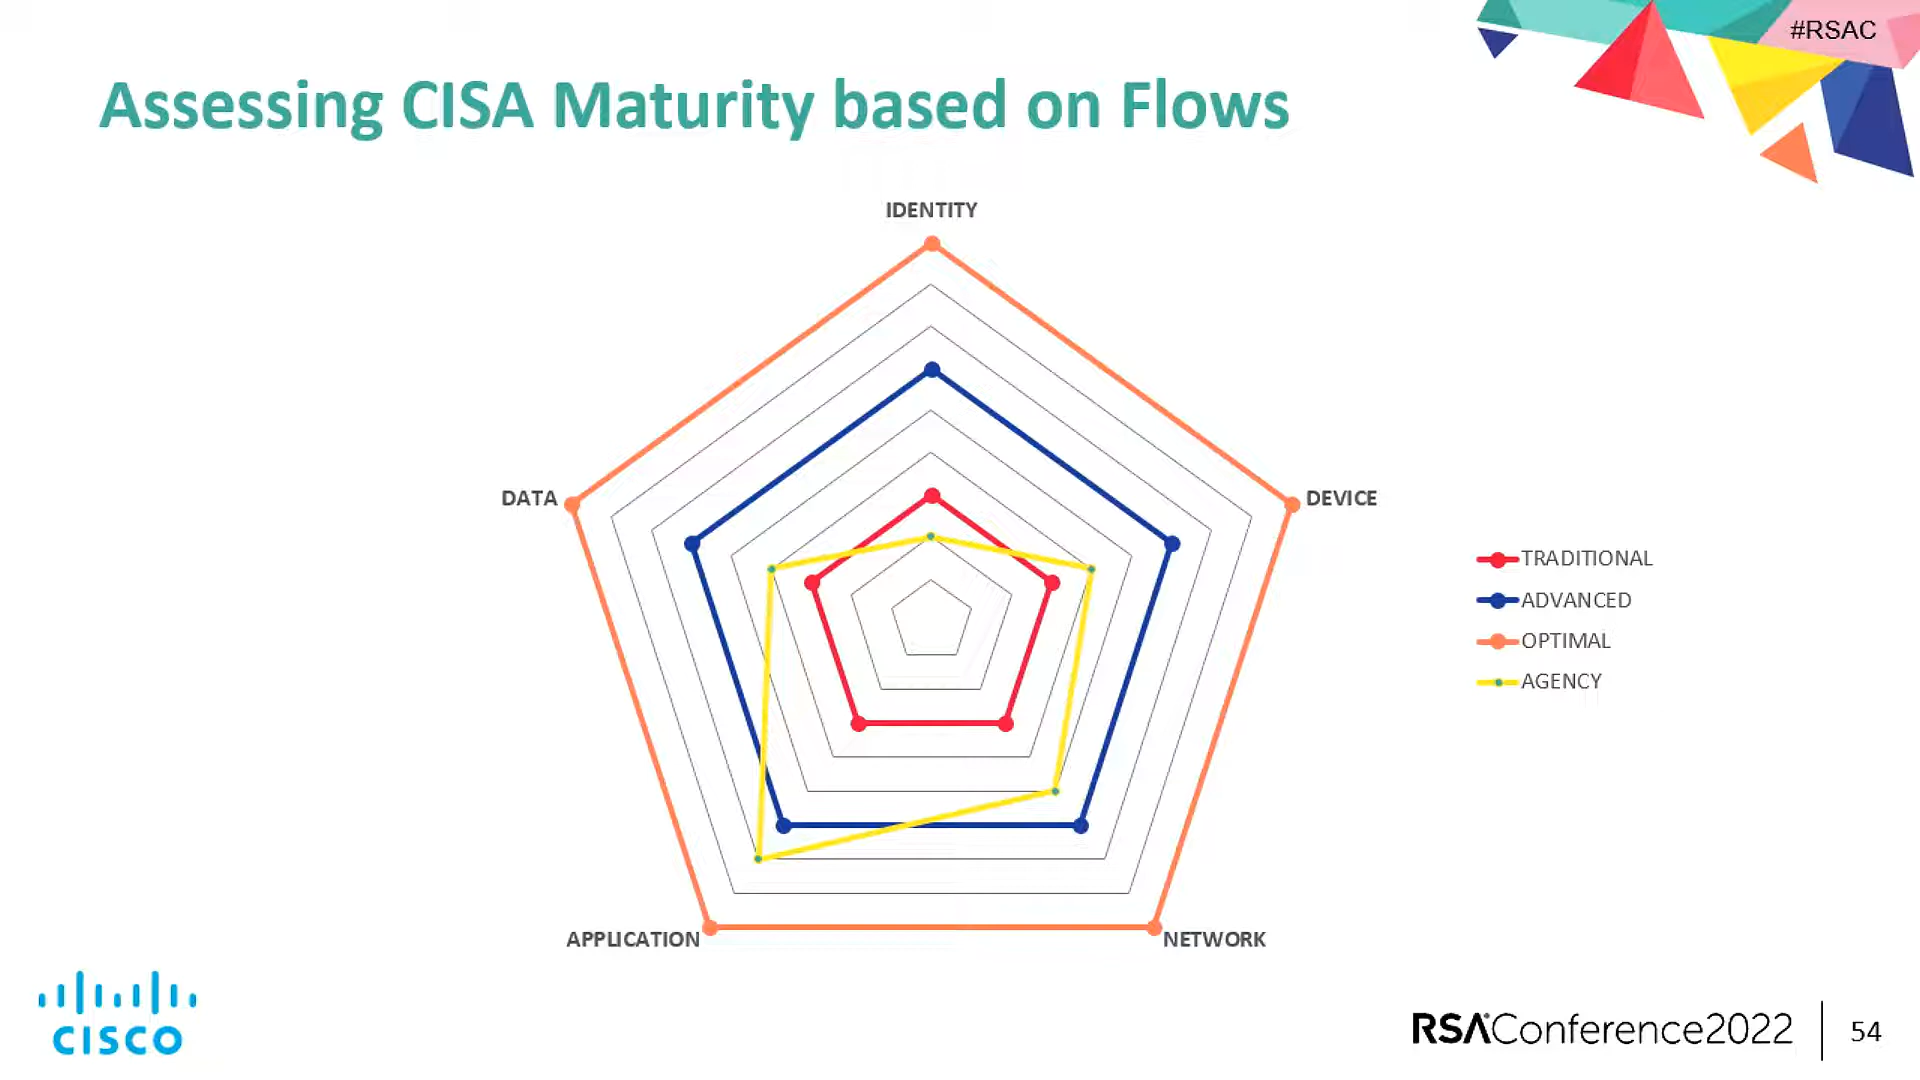 #RSAC
Assessing CISA Maturity based on Flows
IDENTITY
DATA
DEVICE
TRADITIONAL
ADVANCED
OPTIMAL
AGENCY
APPLICATION
NETWORK
CISCO
RSAConference2022
54